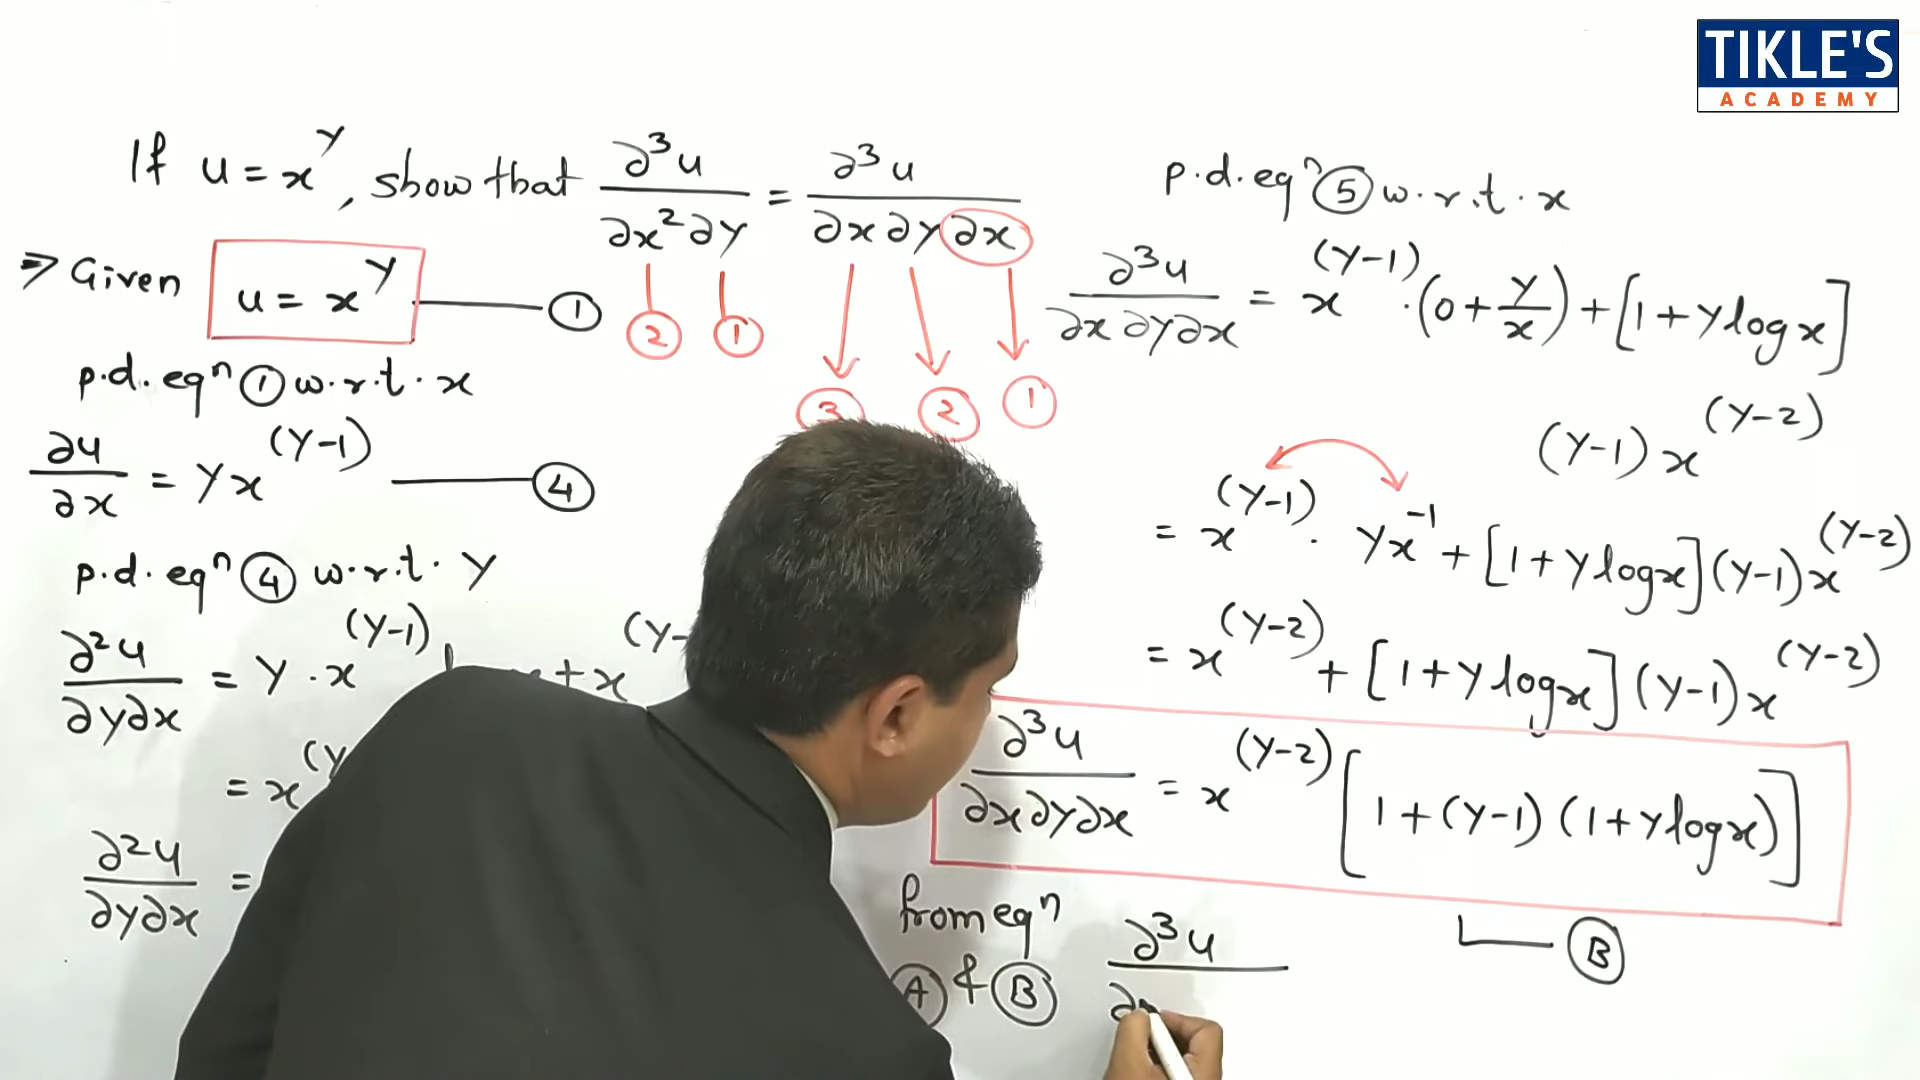 TIKLE'S
ACADEMY
If u = x^y, show that ∂³u/∂x²∂y = ∂³u/∂x∂y∂x
② ①
③ ② ①
⇒ Given u = x^y —— ①
p.d. eqⁿ ① w.r.t. x
∂u/∂x = yx^(y-1) —— ④
p.d. eqⁿ ④ w.r.t. y
∂²u/∂y∂x = y · x^(y-1) + x^(y-
= x^(y
∂²u/∂y∂x =
p.d. eqⁿ ⑤ w.r.t. x
∂³u/∂x∂y∂x = x^(y-1) · (0 + y/x) + [1 + y log x]
(y-1) x^(y-2)
= x^(y-1) · yx^-1 + [1 + y log x] (y-1) x^(y-2)
= x^(y-2) + [1 + y log x] (y-1) x^(y-2)
∂³u/∂x∂y∂x = x^(y-2) [1 + (y-1) (1 + y log x)]
—— Ⓑ
from eqⁿ
Ⓐ & Ⓑ ∂³u/∂